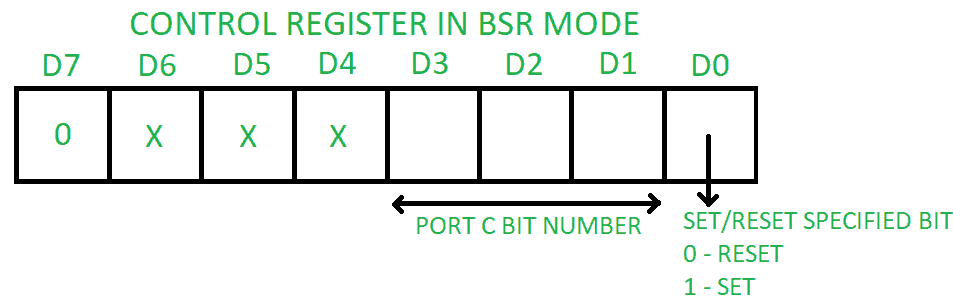 CONTROL REGISTER IN BSR MODE
D7 D6 D5 D4 D3 D2 D1 D0
0 X X X
PORT C BIT NUMBER
SET/RESET SPECIFIED BIT
0 - RESET
1 - SET